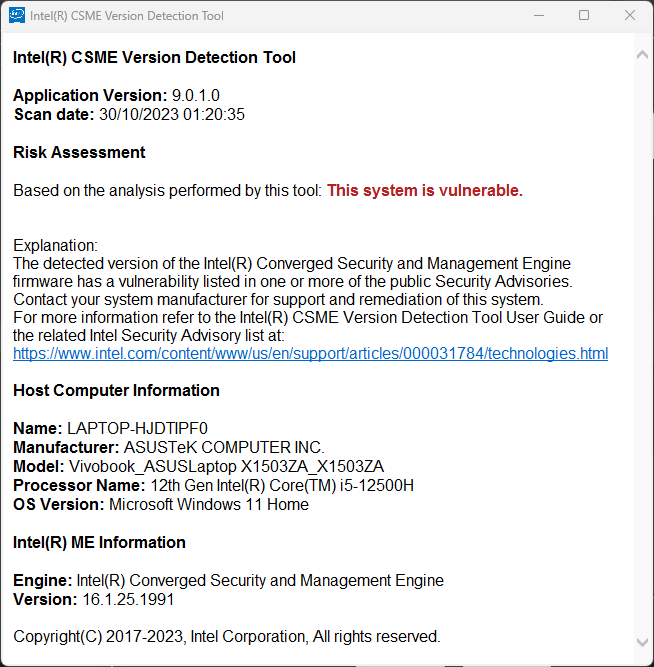 Intel(R) CSME Version Detection Tool
Intel(R) CSME Version Detection Tool
Application Version: 9.0.1.0
Scan date: 30/10/2023 01:20:35
Risk Assessment
Based on the analysis performed by this tool: This system is vulnerable.
Explanation:
The detected version of the Intel(R) Converged Security and Management Engine
firmware has a vulnerability listed in one or more of the public Security Advisories.
Contact your system manufacturer for support and remediation of this system.
For more information refer to the Intel(R) CSME Version Detection Tool User Guide or
the related Intel Security Advisory list at:
https://www.intel.com/content/www/us/en/support/articles/000031784/technologies.html
Host Computer Information
Name: LAPTOP-HJDTIPF0
Manufacturer: ASUSTeK COMPUTER INC.
Model: Vivobook_ASUSLaptop X1503ZA_X1503ZA
Processor Name: 12th Gen Intel(R) Core(TM) i5-12500H
OS Version: Microsoft Windows 11 Home
Intel(R) ME Information
Engine: Intel(R) Converged Security and Management Engine
Version: 16.1.25.1991
Copyright(C) 2017-2023, Intel Corporation, All rights reserved.